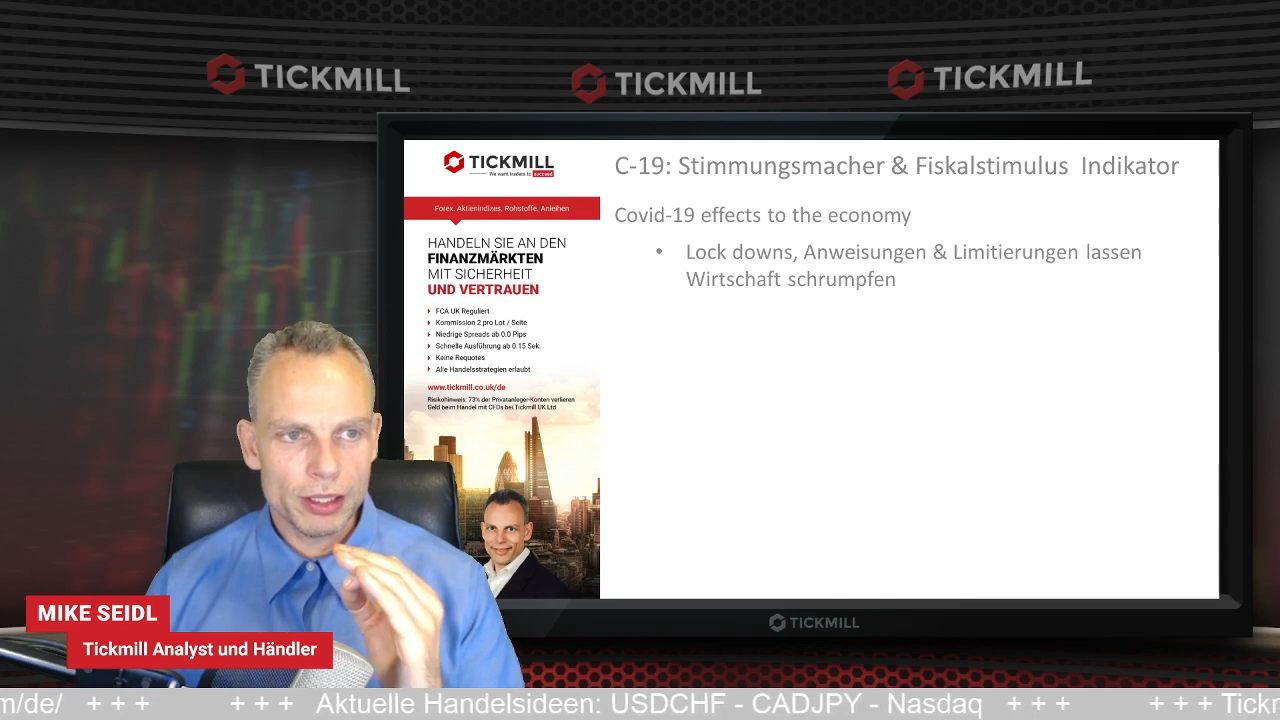 TICKMILL
TICKMILL
TICKMILL
TICKMILL
We want traders to succeed
Forex. Aktienindizes. Rohstoffe. Anleihen
HANDELN SIE AN DEN
FINANZMÄRKTEN
MIT SICHERHEIT
UND VERTRAUEN
FCA UK Reguliert
Kommission 2 pro Lot / Seite
Niedrige Spreads ab 0.0 Pips
Schnelle Ausführung ab 0.15 Sek.
Keine Requotes
Alle Handelsstrategien erlaubt
www.tickmill.co.uk/de
Risikohinweis: 73% der Privatanleger-Konten verlieren
Geld beim Handel mit CFDs bei Tickmill UK Ltd.
C-19: Stimmungsmacher & Fiskalstimulus Indikator
Covid-19 effects to the economy
• Lock downs, Anweisungen & Limitierungen lassen
Wirtschaft schrumpfen
TICKMILL
MIKE SEIDL
Tickmill Analyst und Händler
m/de/ + + + + + + Aktuelle Handelsideen: USDCHF - CADJPY - Nasdaq + + + + + + Tickr